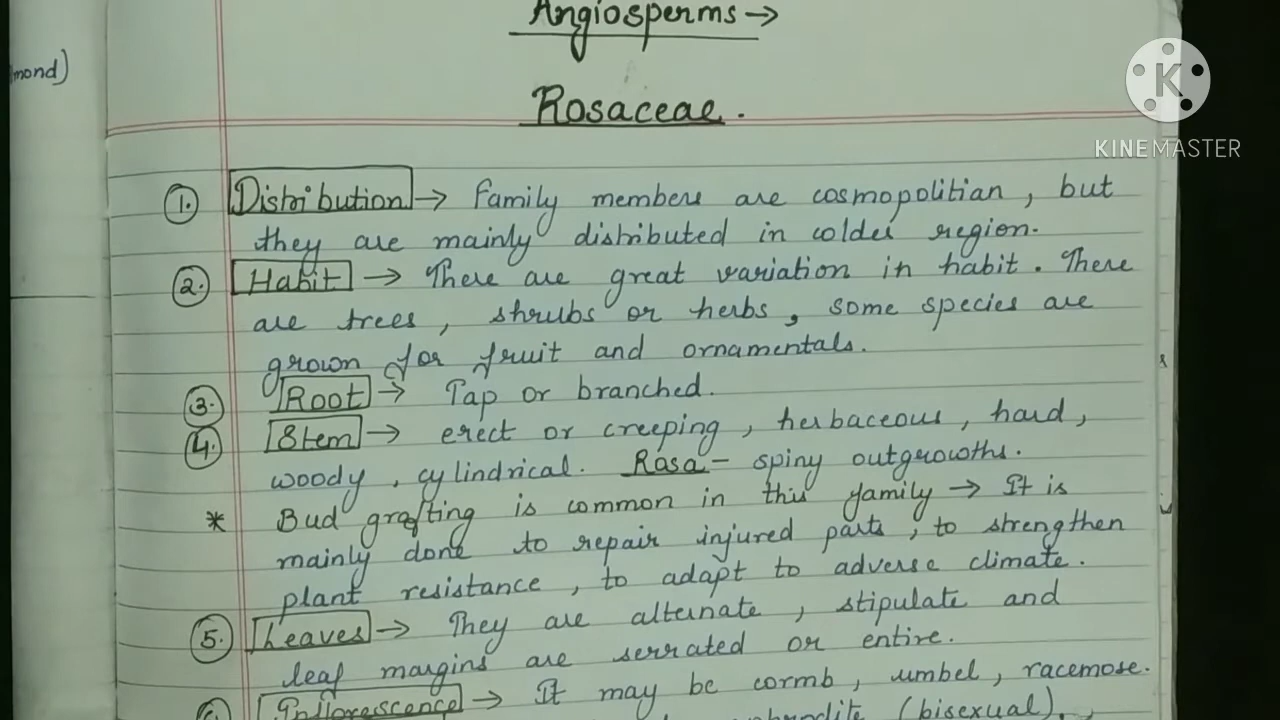 Angiosperms →
Rosaceae.
mond)
K
KINEMASTER
1. Distribution → Family members are cosmopolitian, but
they are mainly distributed in colder region.
2. Habit → There are great variation in habit. There
are trees, shrubs or herbs, some species are
grown for fruit and ornamentals.
3. Root → Tap or branched.
4. Stem → erect or creeping, herbaceous, hard,
woody, cylindrical. Rosa - spiny outgrowths.
* Bud grafting is common in this family → It is
mainly done to repair injured parts, to strengthen
plant resistance, to adapt to adverse climate.
5. Leaves → They are alternate, stipulate and
leaf margins are serrated or entire.
Inflorescence → It may be cormb, umbel, racemose.
(bisexual),